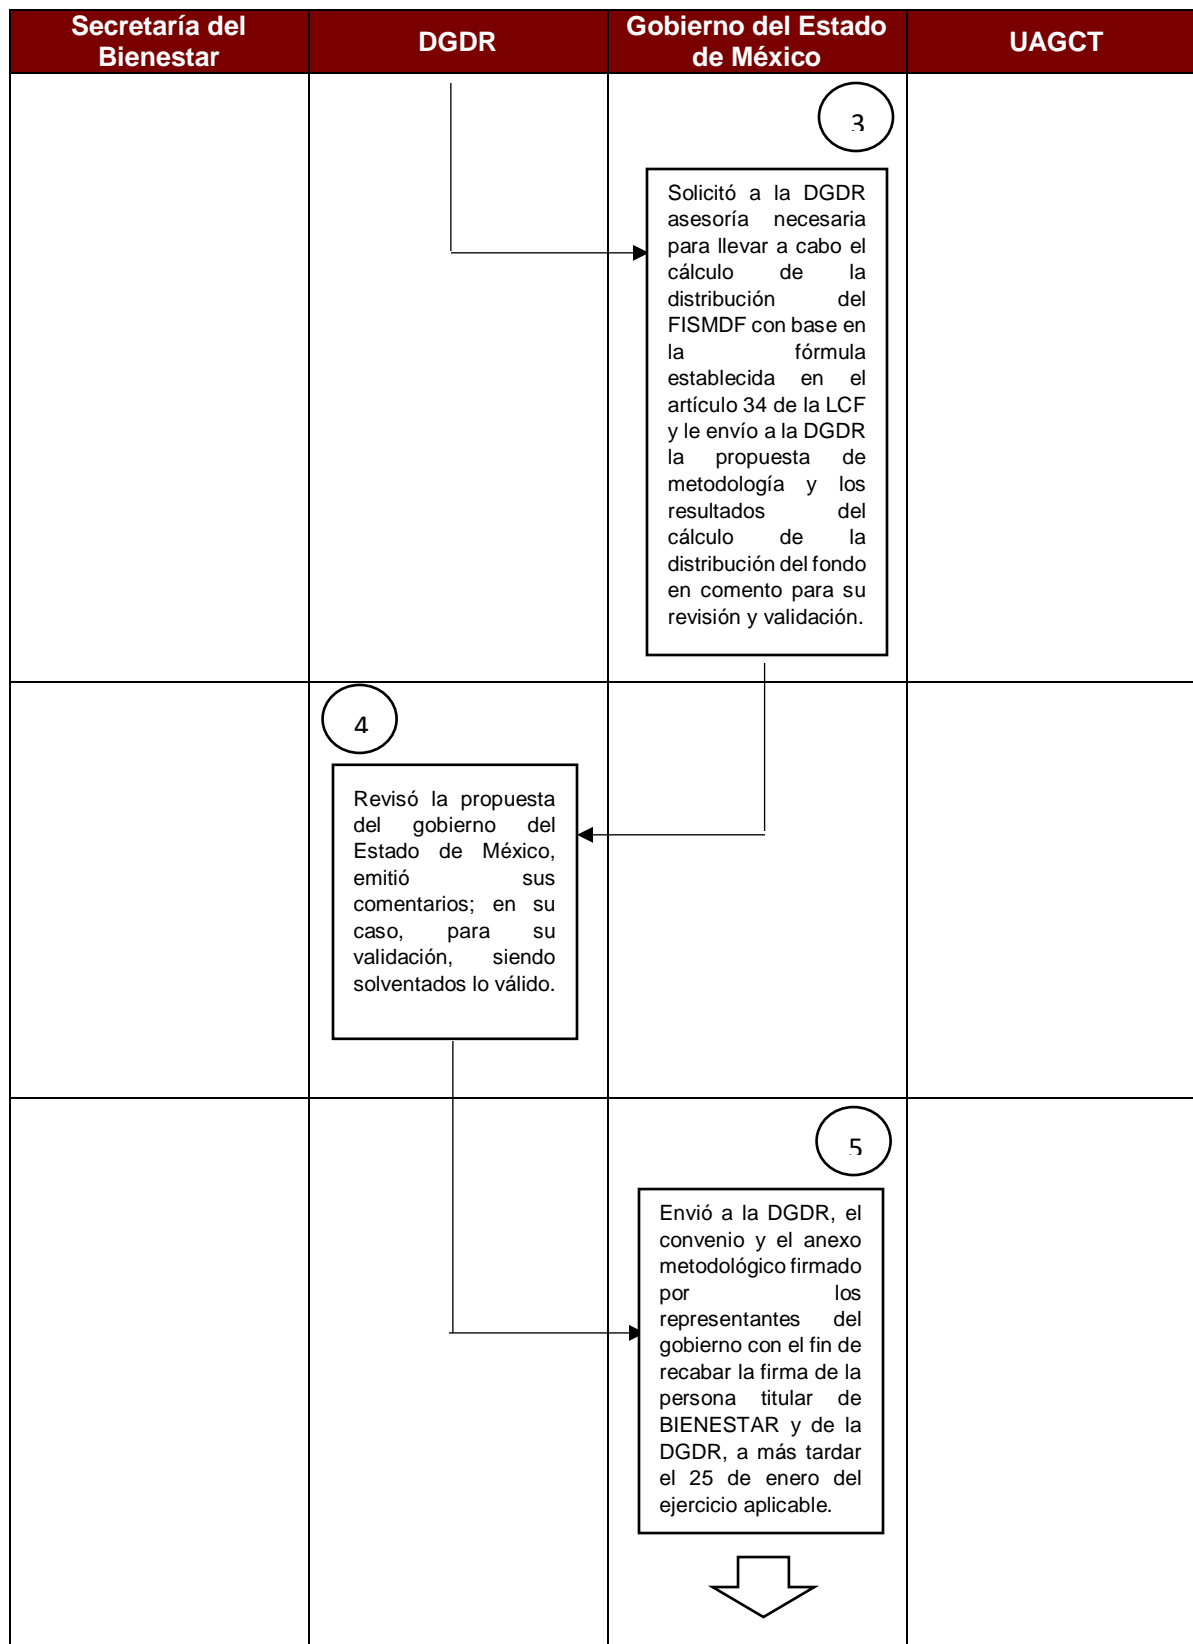 Secretaría del
Bienestar
DGDR
Gobierno del Estado
de México
UAGCT
3
Solicitó a la DGDR
asesoría necesaria
para llevar a cabo el
cálculo de la
distribución del
FISMDF con base en
la fórmula
establecida en el
artículo 34 de la LCF
y le envío a la DGDR
la propuesta de
metodología y los
resultados del
cálculo de la
distribución del fondo
en comento para su
revisión y validación.
4
Revisó la propuesta
del gobierno del
Estado de México,
emitió sus
comentarios; en su
caso, para su
validación, siendo
solventados lo válido.
5
Envió a la DGDR, el
convenio y el anexo
metodológico firmado
por los
representantes del
gobierno con el fin de
recabar la firma de la
persona titular de
BIENESTAR y de la
DGDR, a más tardar
el 25 de enero del
ejercicio aplicable.